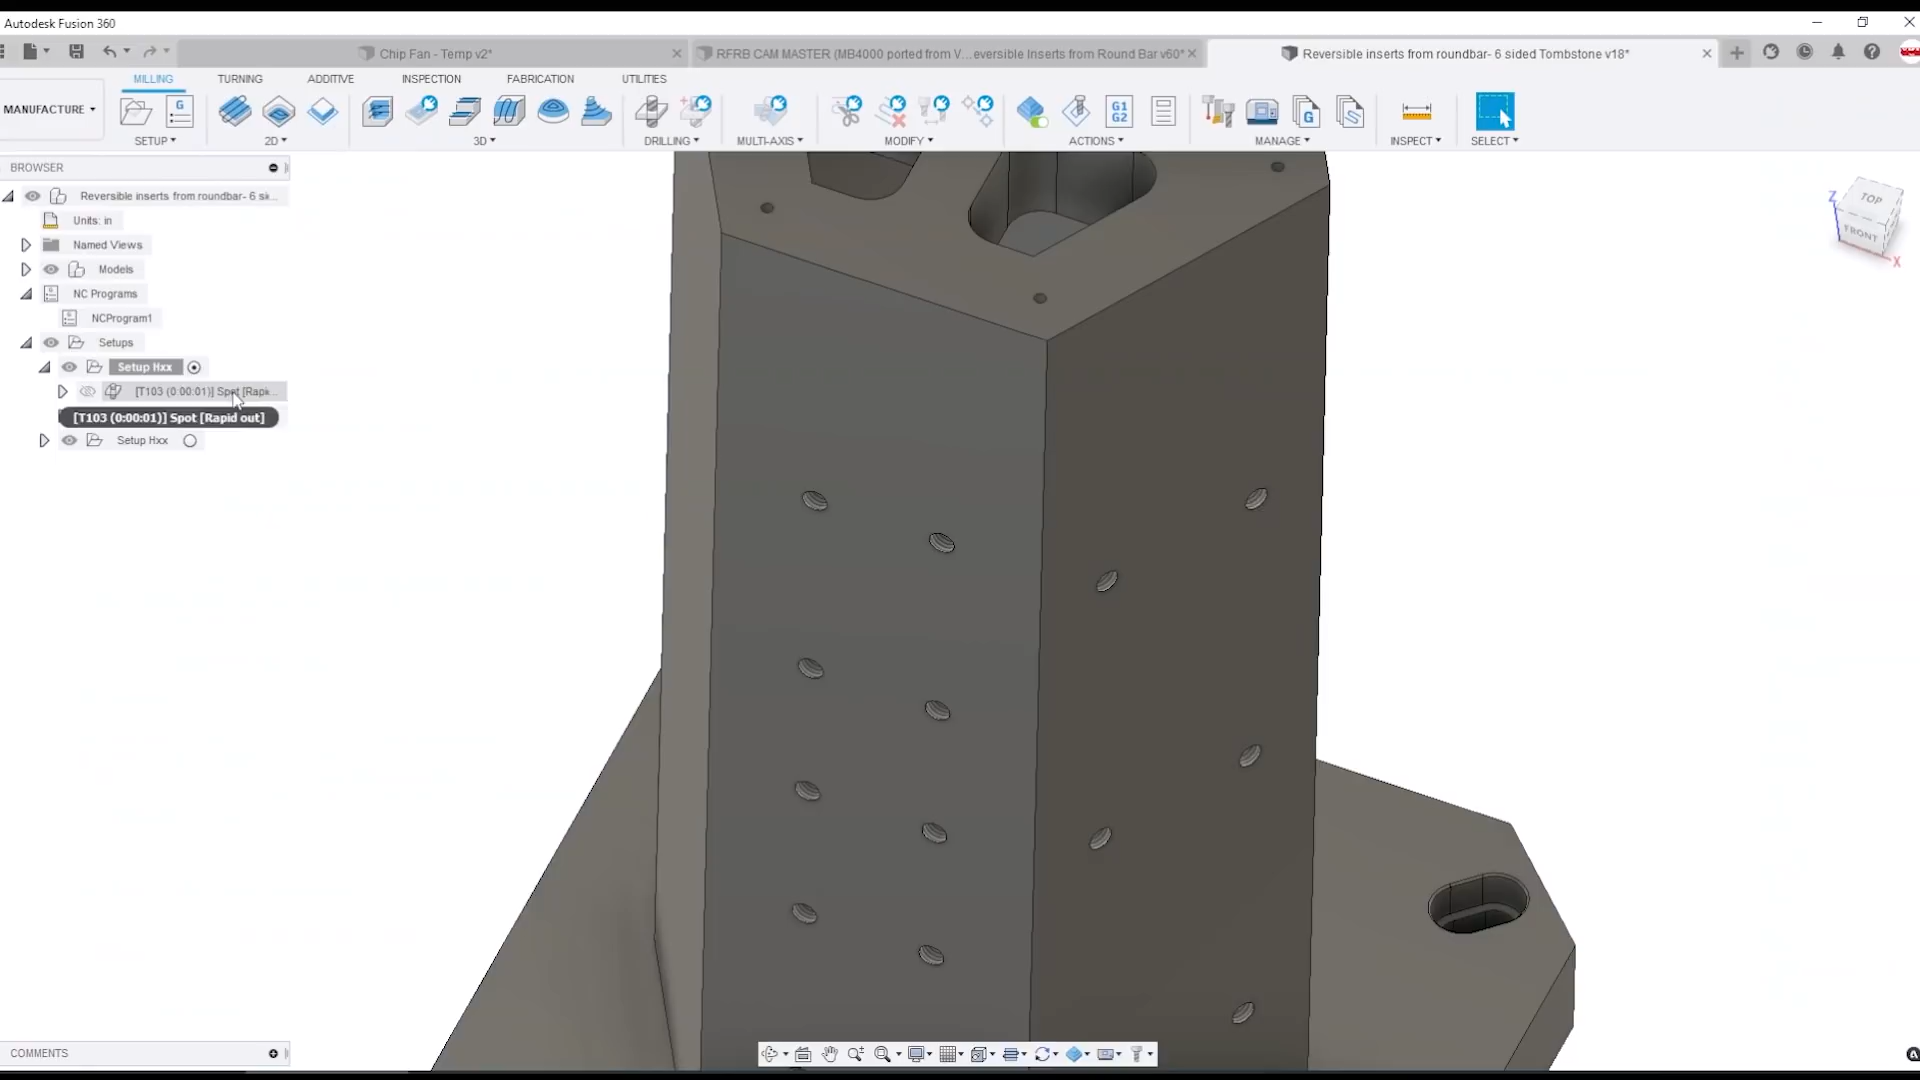 Autodesk Fusion 360
Chip Fan - Temp v2*
RFRB CAM MASTER (MB4000 ported from V...eversible Inserts from Round Bar v60*
Reversible inserts from roundbar- 6 sided Tombstone v18*
MILLING
TURNING
ADDITIVE
INSPECTION
FABRICATION
UTILITIES
MANUFACTURE
G
G1
G2
G
SETUP
2D
3D
DRILLING
MULTI-AXIS
MODIFY
ACTIONS
MANAGE
INSPECT
SELECT
BROWSER
Reversible inserts from roundbar- 6 si...
Units: in
Named Views
Models
NC Programs
NCProgram1
Setups
Setup Hxx
[T103 (0:00:01)] Spot [Rapi...
[T103 (0:00:01)] Spot [Rapid out]
Setup Hxx
Z
TOP
FRONT
X
COMMENTS